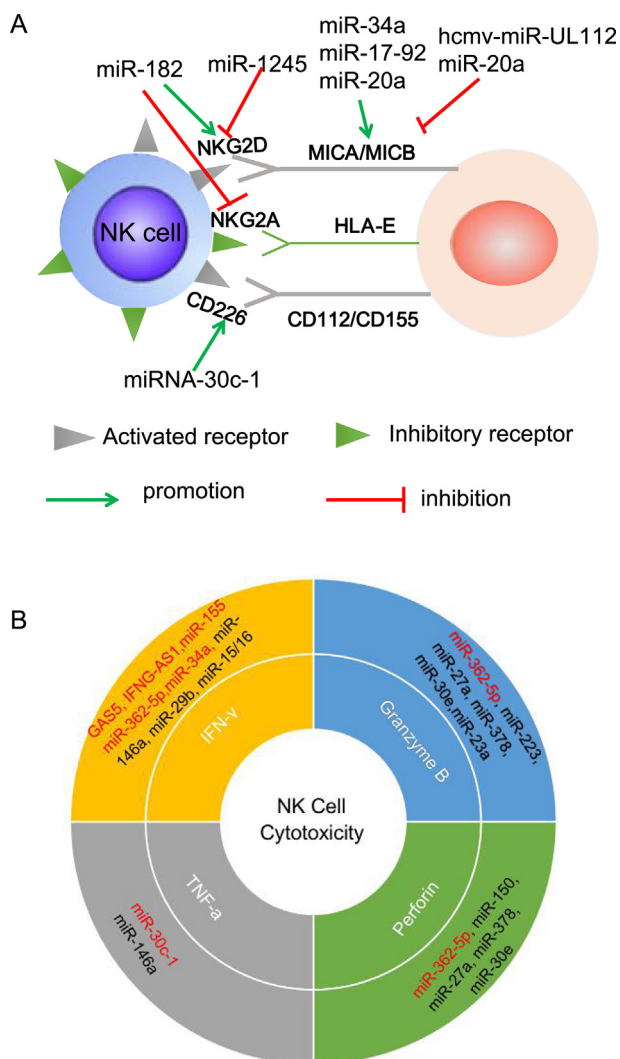 A
miR-182
miR-1245
miR-34a
miR-17-92
miR-20a
hcmv-miR-UL112
miR-20a
NKG2D
MICA/MICB
NK cell
NKG2A
HLA-E
CD226
CD112/CD155
miRNA-30c-1
Activated receptor
Inhibitory receptor
promotion
inhibition
B
GAS5, IFNG-AS1,miR-155
miR-362-5p,miR-34a, miR-
146a, miR-29b, miR-15/16
IFN-v
miR-362-5p, miR-223,
miR-27a, miR-378,
miR-30e,miR-23a
Granzyme B
NK Cell
Cytotoxicity
TNF-a
miR-30c-1
miR-146a
Perforin
miR-362-5p, miR-150,
miR-27a, miR-378,
miR-30e